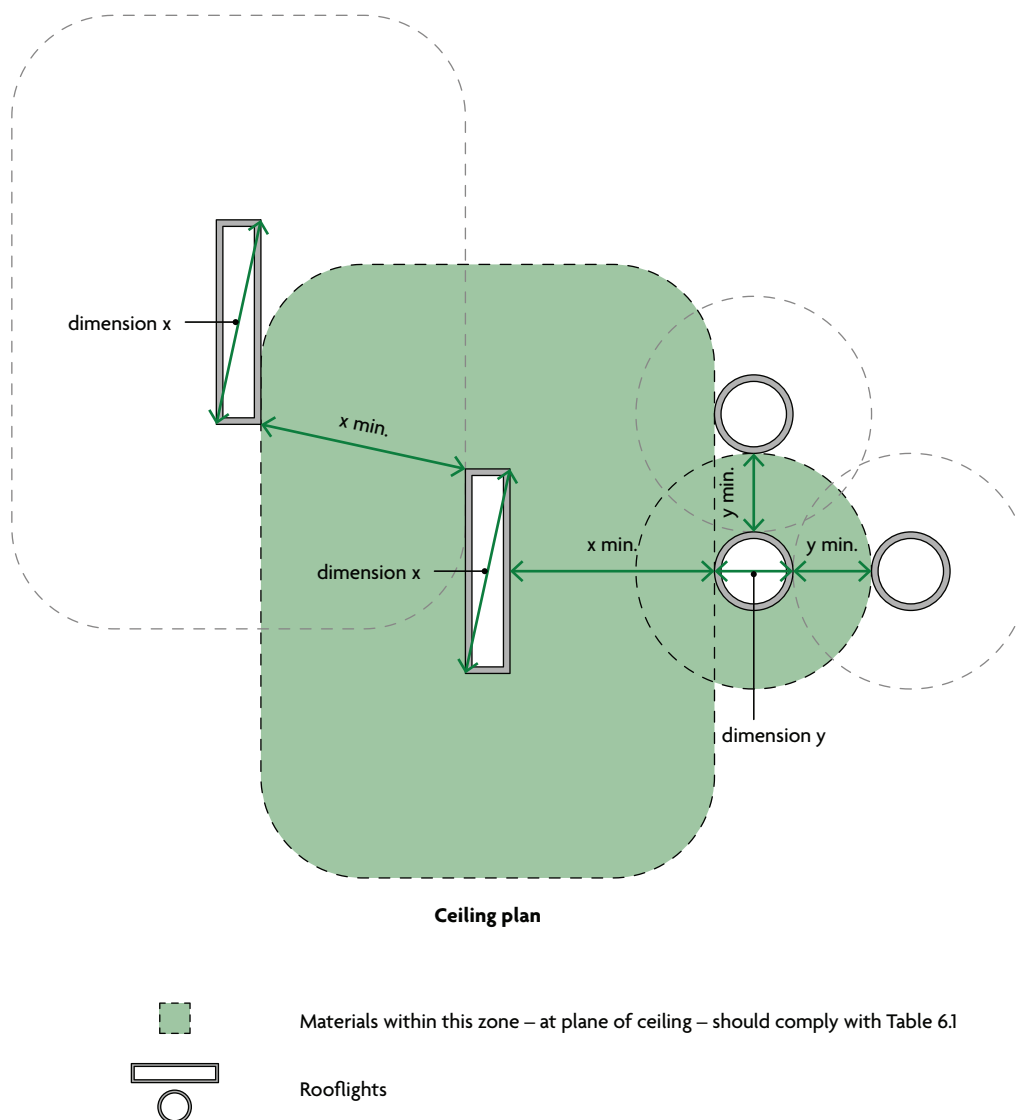 dimension x
x min.
y min.
x min.
y min.
dimension x
dimension y
Ceiling plan
Materials within this zone – at plane of ceiling – should comply with Table 6.1
Rooflights